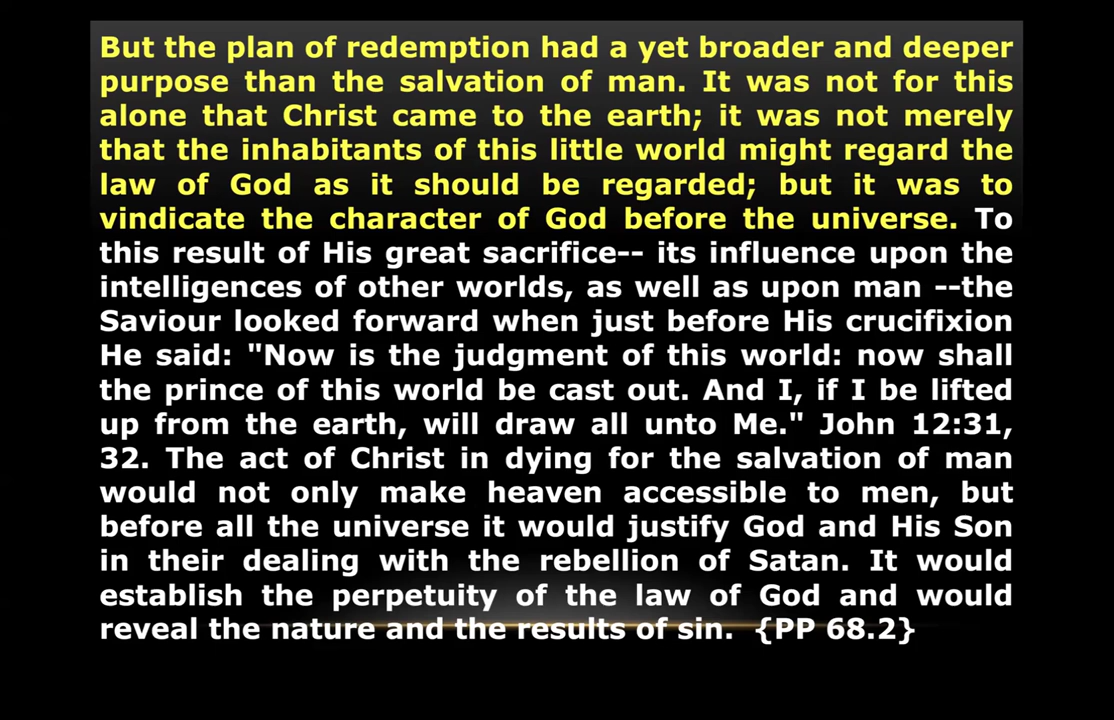 But the plan of redemption had a yet broader and deeper
purpose than the salvation of man. It was not for this
alone that Christ came to the earth; it was not merely
that the inhabitants of this little world might regard the
law of God as it should be regarded; but it was to
vindicate the character of God before the universe. To
this result of His great sacrifice-- its influence upon the
intelligences of other worlds, as well as upon man --the
Saviour looked forward when just before His crucifixion
He said: "Now is the judgment of this world: now shall
the prince of this world be cast out. And I, if I be lifted
up from the earth, will draw all unto Me." John 12:31,
32. The act of Christ in dying for the salvation of man
would not only make heaven accessible to men, but
before all the universe it would justify God and His Son
in their dealing with the rebellion of Satan. It would
establish the perpetuity of the law of God and would
reveal the nature and the results of sin. {PP 68.2}